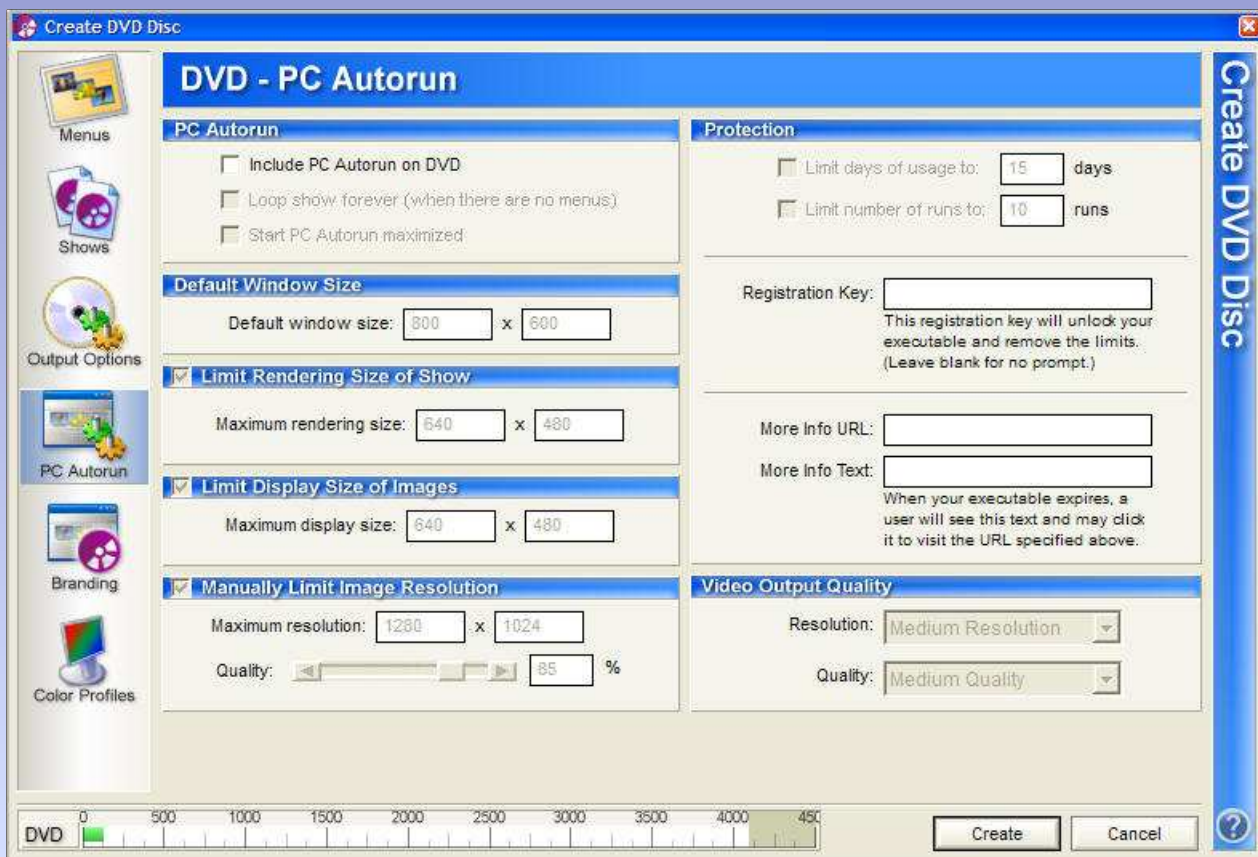 Create DVD Disc
Menus
Shows
Output Options
PC Autorun
Branding
Color Profiles
DVD - PC Autorun
PC Autorun
Include PC Autorun on DVD
Loop show forever (when there are no menus)
Start PC Autorun maximized
Default Window Size
Default window size: 800 x 600
Limit Rendering Size of Show
Maximum rendering size: 640 x 480
Limit Display Size of Images
Maximum display size: 640 x 480
Manually Limit Image Resolution
Maximum resolution: 1280 x 1024
Quality: 85 %
Protection
Limit days of usage to: 15 days
Limit number of runs to: 10 runs
Registration Key:
This registration key will unlock your
executable and remove the limits.
(Leave blank for no prompt.)
More Info URL:
More Info Text:
When your executable expires, a
user will see this text and may click
it to visit the URL specified above.
Video Output Quality
Resolution: Medium Resolution
Quality: Medium Quality
Create DVD Disc
?
DVD 0 500 1000 1500 2000 2500 3000 3500 4000 450
Create Cancel